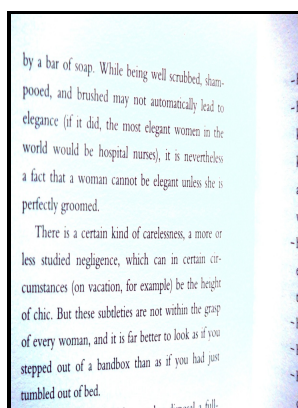 by a bar of soap. While being well scrubbed, sham-
pooed, and brushed may not automatically lead to
elegance (if it did, the most elegant women in the
world would be hospital nurses), it is nevertheless
a fact that a woman cannot be elegant unless she is
perfectly groomed.
There is a certain kind of carelessness, a more or
less studied negligence, which can in certain cir-
cumstances (on vacation, for example) be the height
of chic. But these subtleties are not within the grasp
of every woman, and it is far better to look as if you
stepped out of a bandbox than as if you had just
tumbled out of bed.